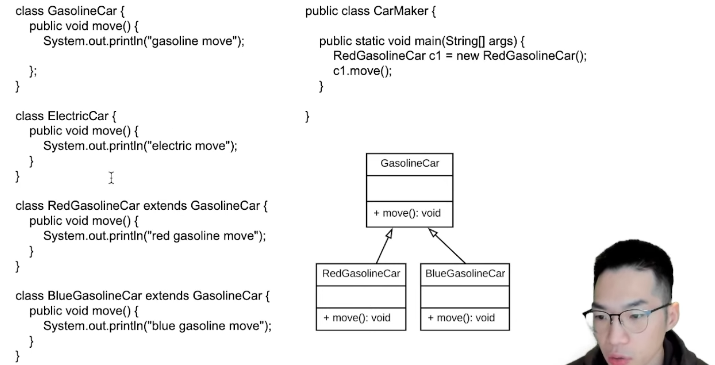 class GasolineCar {
public void move() {
System.out.println("gasoline move");
};
}
class ElectricCar {
public void move() {
System.out.println("electric move");
}
}
class RedGasolineCar extends GasolineCar {
public void move() {
System.out.println("red gasoline move");
}
}
class BlueGasolineCar extends GasolineCar {
public void move() {
System.out.println("blue gasoline move");
}
}
public class CarMaker {
public static void main(String[] args) {
RedGasolineCar c1 = new RedGasolineCar();
c1.move();
}
}
GasolineCar
+ move(): void
RedGasolineCar
+ move(): void
BlueGasolineCar
+ move(): void